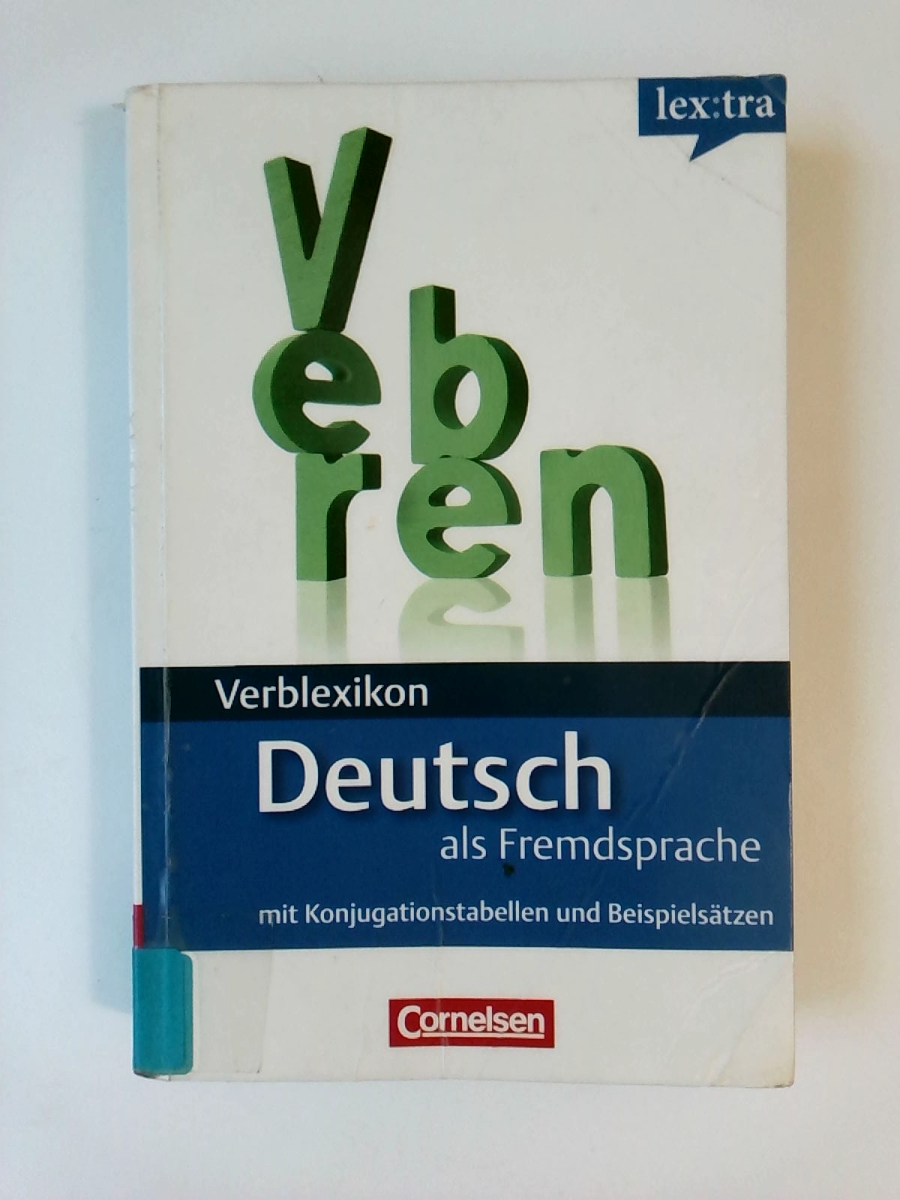 lex:tra
Verben
Verblexikon
Deutsch
als Fremdsprache
mit Konjugationstabellen und Beispielsätzen
Cornelsen